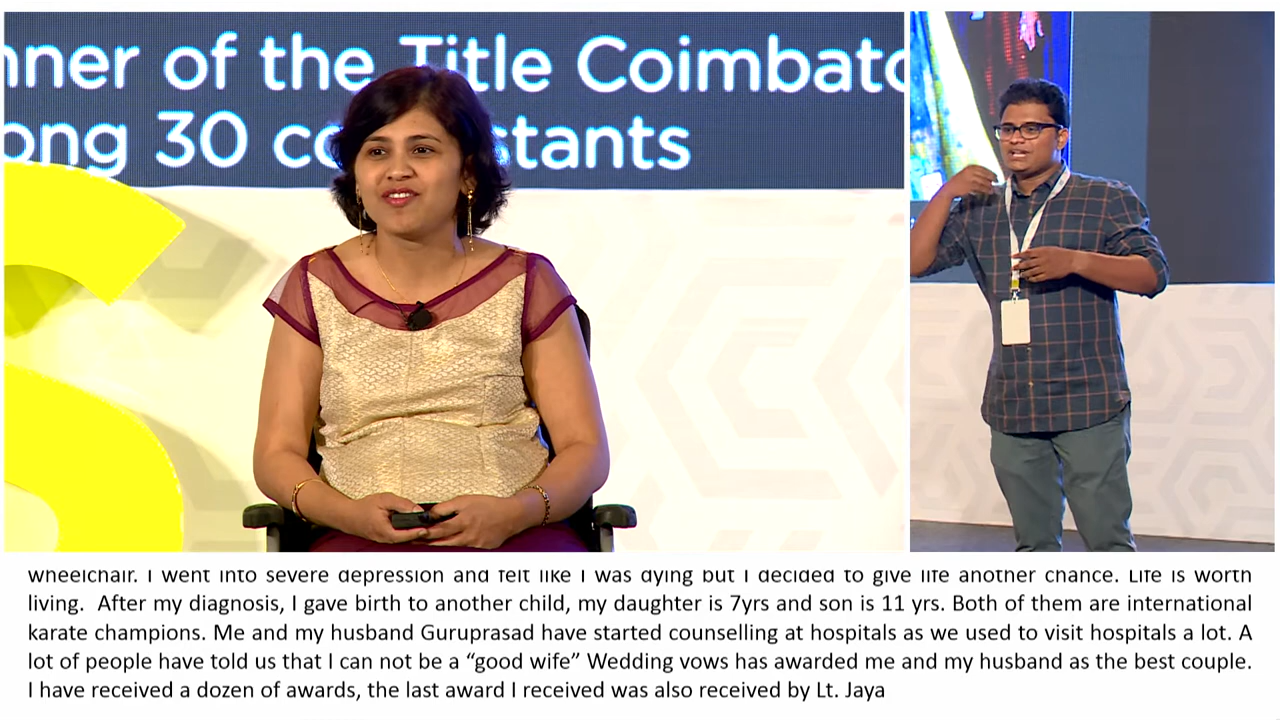 nner of the Title Coimbato
ong 30 co stants
wheelchair. I went into severe depression and felt like I was dying but I decided to give life another chance. Life is worth
living. After my diagnosis, I gave birth to another child, my daughter is 7yrs and son is 11 yrs. Both of them are international
karate champions. Me and my husband Guruprasad have started counselling at hospitals as we used to visit hospitals a lot. A
lot of people have told us that I can not be a “good wife” Wedding vows has awarded me and my husband as the best couple.
I have received a dozen of awards, the last award I received was also received by Lt. Jaya